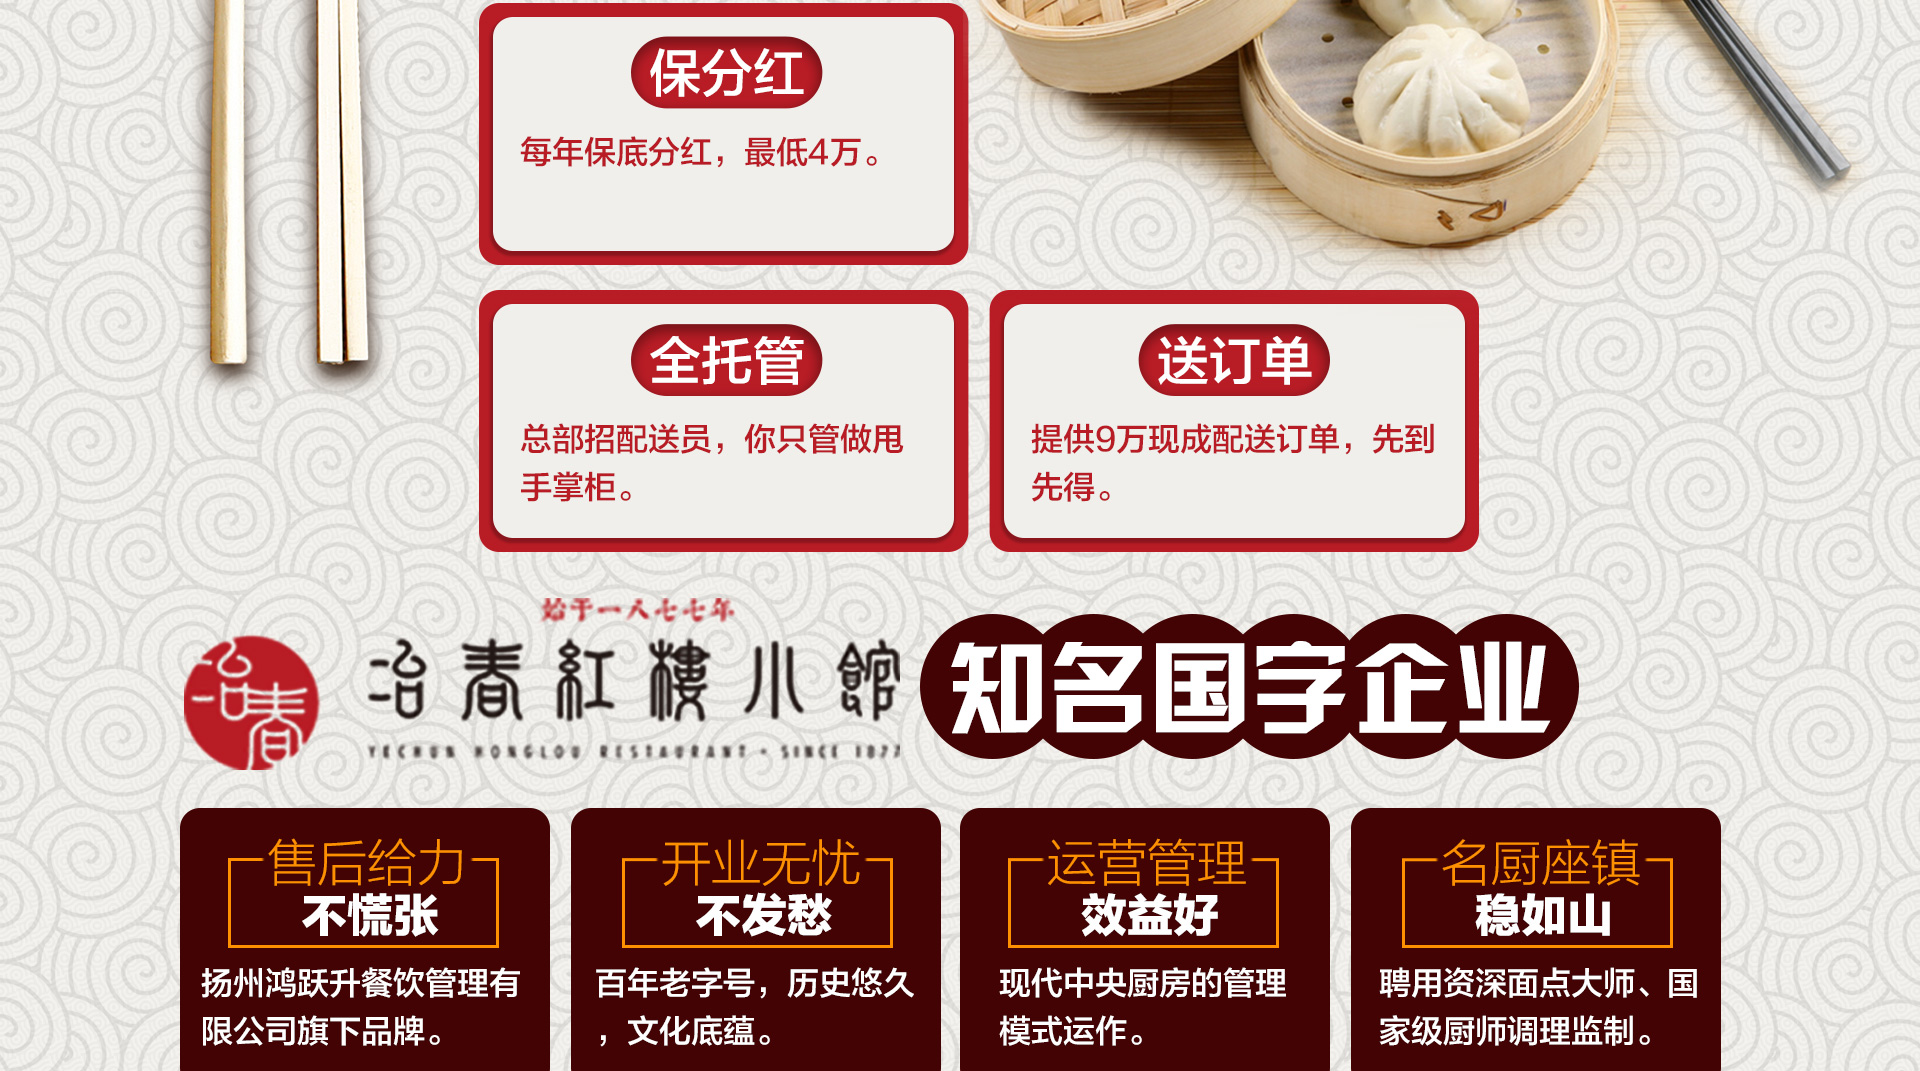 保分红
每年保底分红，最低4万。
全托管
总部招配送员，你只管做甩
手掌柜。
送订单
提供9万现成配送订单，先到
先得。
始于一八七七年
冶春
冶春紅樓小館
YECHUN HONGLOU RESTAURANT·SINCE 1877
知名国字企业
售后给力
不慌张
扬州鸿跃升餐饮管理有
限公司旗下品牌。
开业无忧
不发愁
百年老字号，历史悠久
，文化底蕴。
运营管理
效益好
现代中央厨房的管理
模式运作。
名厨座镇
稳如山
聘用资深面点大师、国
家级厨师调理监制。